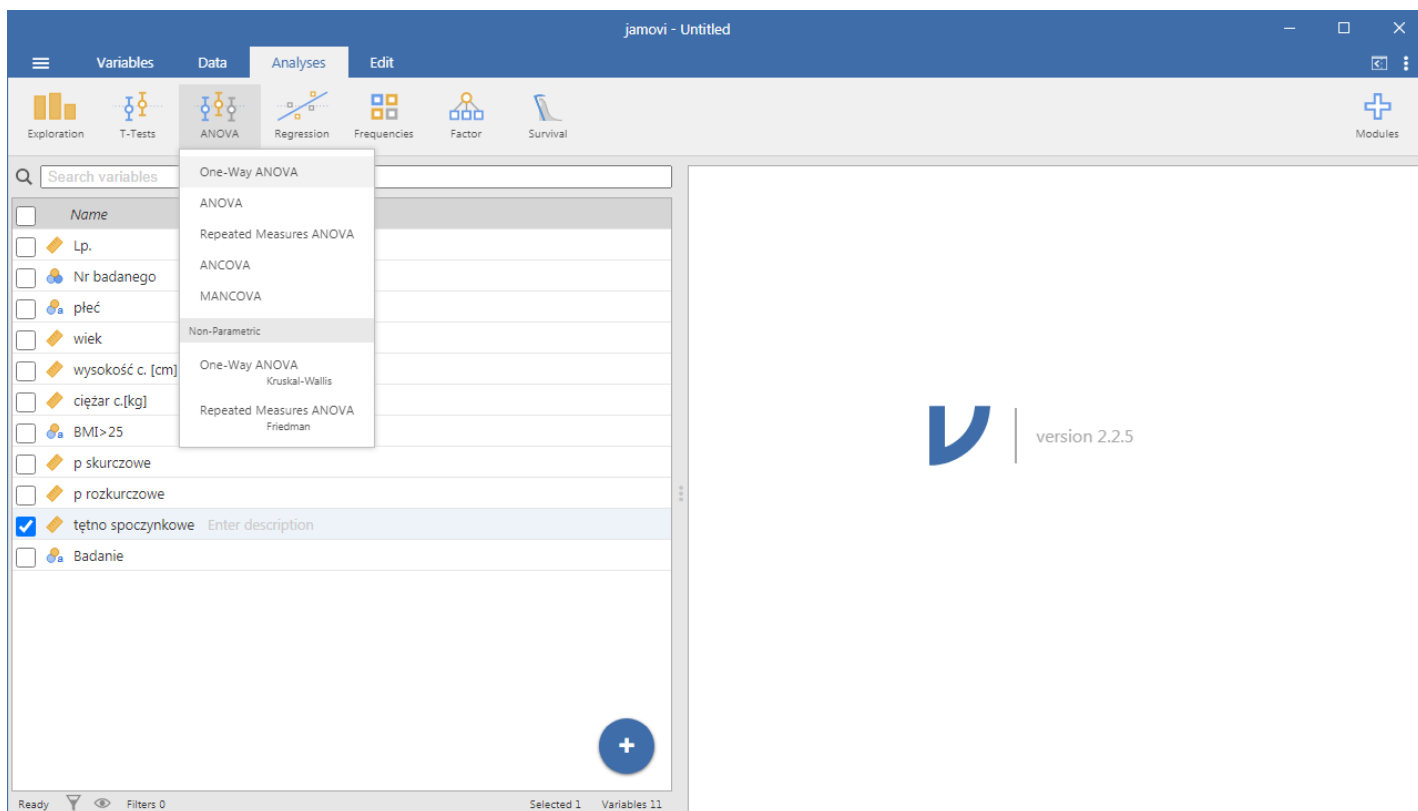 jamovi - Untitled
Variables Data Analyses Edit
Exploration T-Tests ANOVA Regression Frequencies Factor Survival Modules
Search variables
Name
Lp.
Nr badanego
płeć
wiek
wysokość c. [cm]
ciężar c.[kg]
BMI>25
p skurczowe
p rozkurczowe
tętno spoczynkowe Enter description
Badanie
One-Way ANOVA
ANOVA
Repeated Measures ANOVA
ANCOVA
MANCOVA
Non-Parametric
One-Way ANOVA
Kruskal-Wallis
Repeated Measures ANOVA
Friedman
version 2.2.5
Ready Filters 0 Selected 1 Variables 11